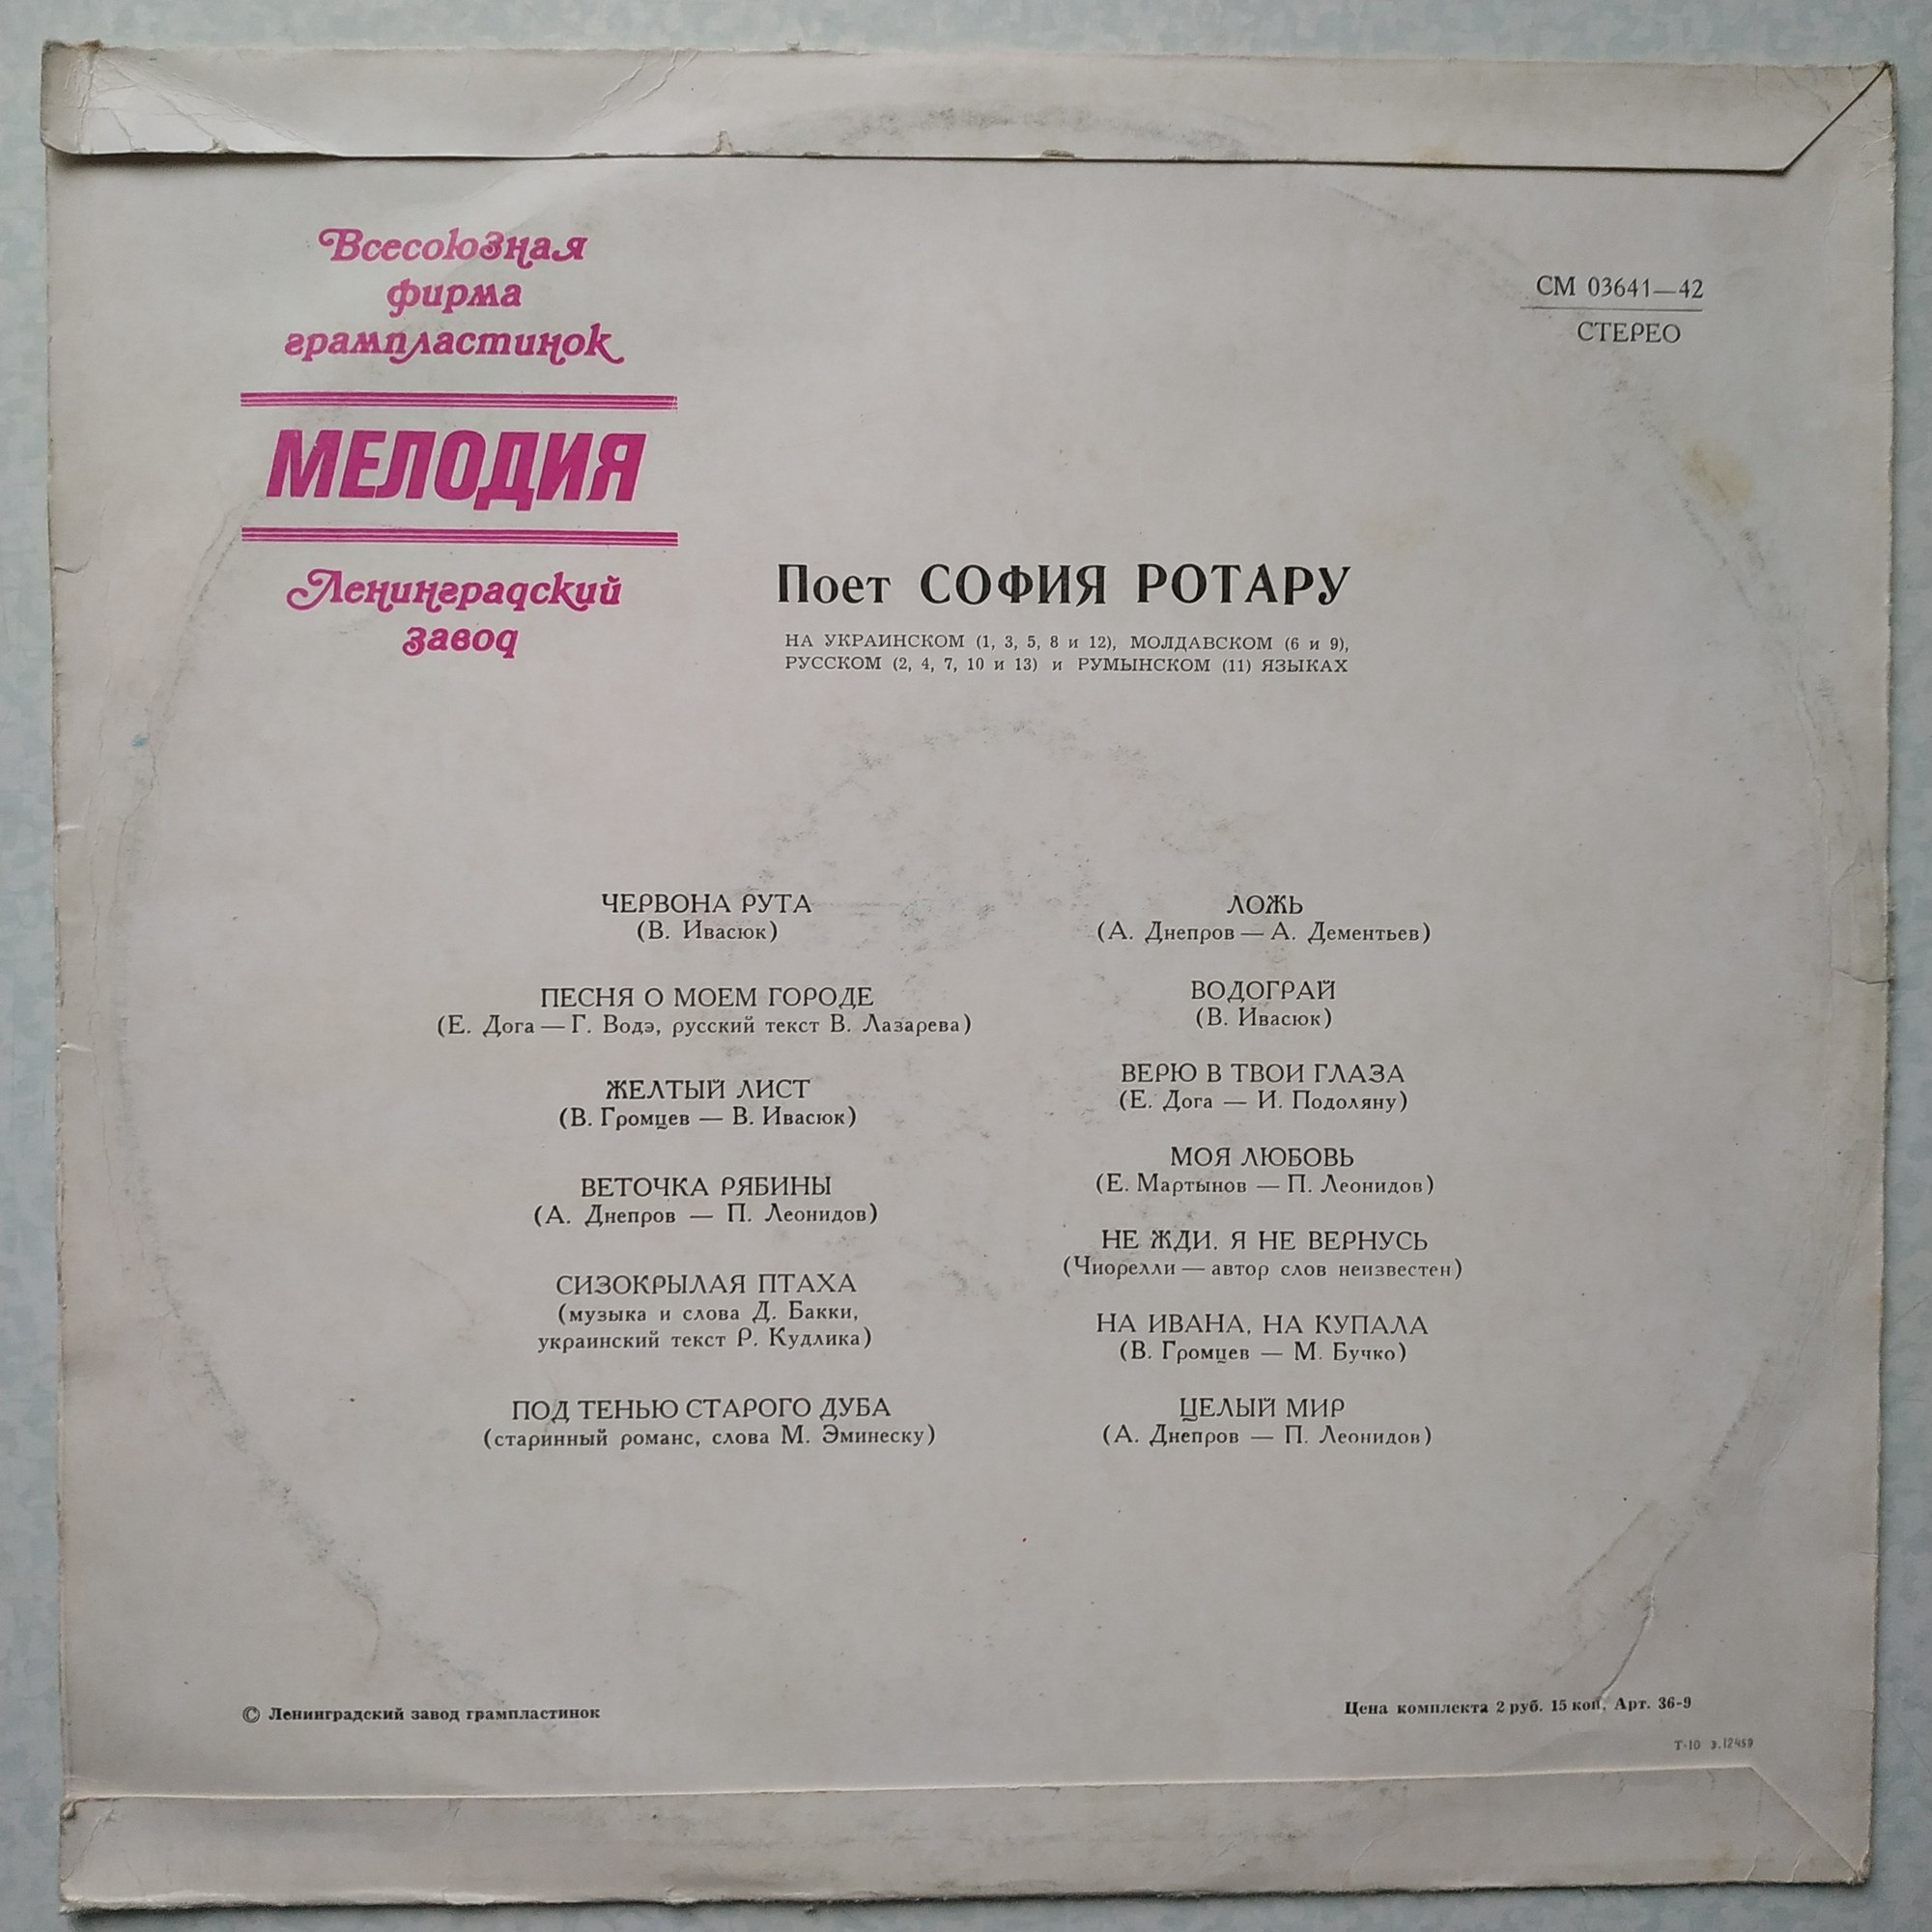 Всесоюзная
фирма
грампластинок
МЕЛОДИЯ
Ленинградский
завод
СМ 03641—42
СТЕРЕО
Поет СОФИЯ РОТАРУ
НА УКРАИНСКОМ (1, 3, 5, 8 и 12), МОЛДАВСКОМ (6 и 9),
РУССКОМ (2, 4, 7, 10 и 13) и РУМЫНСКОМ (11) ЯЗЫКАХ
ЧЕРВОНА РУТА
(В. Ивасюк)
ПЕСНЯ О МОЕМ ГОРОДЕ
(Е. Дога — Г. Водэ, русский текст В. Лазарева)
ЖЕЛТЫЙ ЛИСТ
(В. Громцев — В. Ивасюк)
ВЕТОЧКА РЯБИНЫ
(А. Днепров — П. Леонидов)
СИЗОКРЫЛАЯ ПТАХА
(музыка и слова Д. Бакки,
украинский текст Р. Кудлика)
ПОД ТЕНЬЮ СТАРОГО ДУБА
(старинный романс, слова М. Эминеску)
ЛОЖЬ
(А. Днепров — А. Дементьев)
ВОДОГРАЙ
(В. Ивасюк)
ВЕРЮ В ТВОИ ГЛАЗА
(Е. Дога — И. Подоляну)
МОЯ ЛЮБОВЬ
(Е. Мартынов — П. Леонидов)
НЕ ЖДИ. Я НЕ ВЕРНУСЬ
(Чиорелли — автор слов неизвестен)
НА ИВАНА, НА КУПАЛА
(В. Громцев — М. Бучко)
ЦЕЛЫЙ МИР
(А. Днепров — П. Леонидов)
© Ленинградский завод грампластинок
Цена комплекта 2 руб. 15 коп. Арт. 36-9
Т-10 з.12459